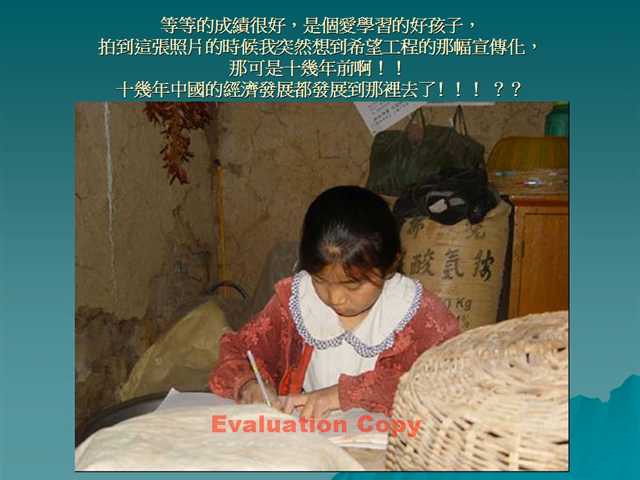 等等的成績很好，是個愛學習的好孩子，
拍到這張照片的時候我突然想到希望工程的那幅宣傳化，
那可是十幾年前啊！！
十幾年中國的經濟發展都發展到那裡去了！！！？？
酸氫銨
Kg
Evaluation Copy